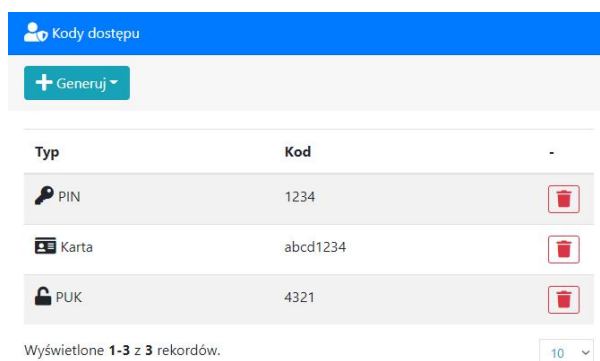 Kody dostępu
Generuj
Typ Kod -
PIN 1234
Karta abcd1234
PUK 4321
Wyświetlone 1-3 z 3 rekordów.
10